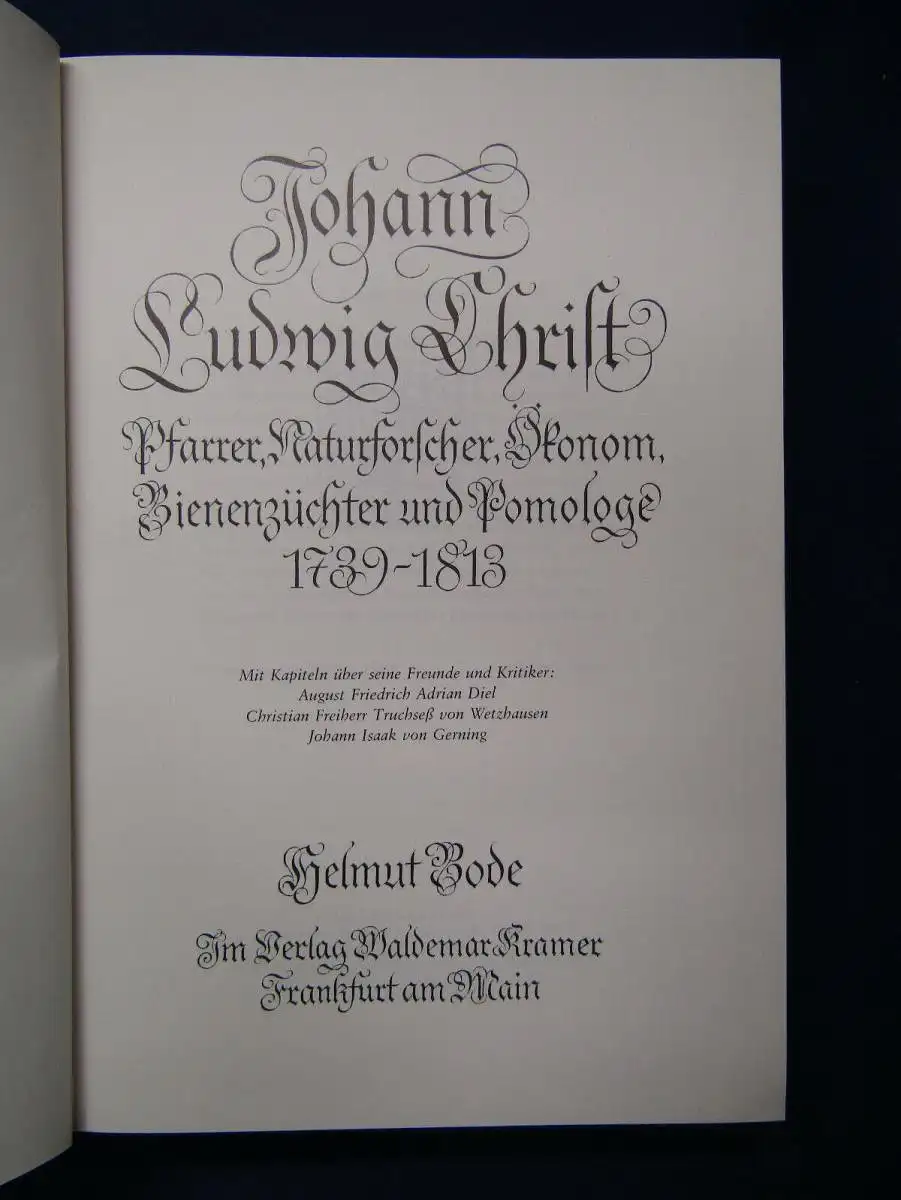 Johann
Ludwig Christ
Pfarrer, Naturforscher, Ökonom,
Bienenzüchter und Pomologe
1739-1813
Mit Kapiteln über seine Freunde und Kritiker:
August Friedrich Adrian Diel
Christian Freiherr Truchseß von Wetzhausen
Johann Isaak von Gerning
Helmut Bode
Im Verlag Waldemar Kramer
Frankfurt am Main